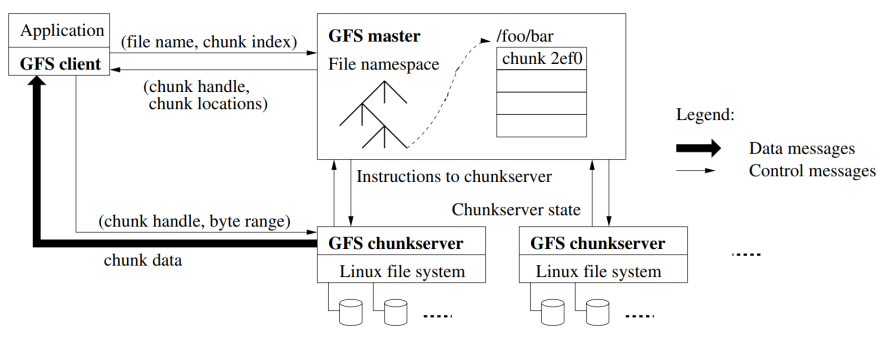 Application
GFS client
(file name, chunk index)
(chunk handle,
chunk locations)
GFS master
File namespace
/foo/bar
chunk 2ef0
Legend:
Data messages
Control messages
Instructions to chunkserver
Chunkserver state
(chunk handle, byte range)
chunk data
GFS chunkserver
Linux file system
GFS chunkserver
Linux file system